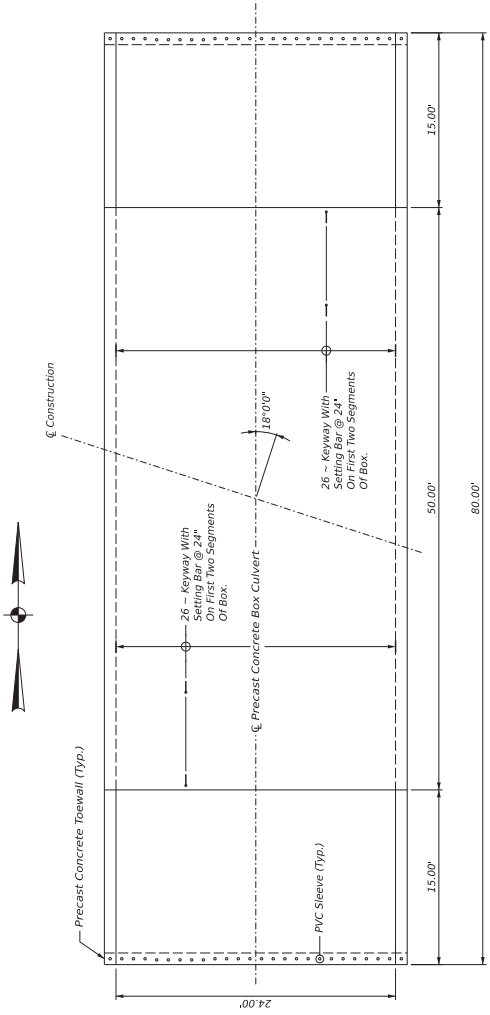 ℄ Construction
15.00'
26 ~ Keyway With
Setting Bar @ 24"
On First Two Segments
Of Box.
18°0'0"
50.00'
80.00'
26 ~ Keyway With
Setting Bar @ 24"
On First Two Segments
Of Box.
℄ Precast Concrete Box Culvert
Precast Concrete Toewall (Typ.)
PVC Sleeve (Typ.)
15.00'
24.00'